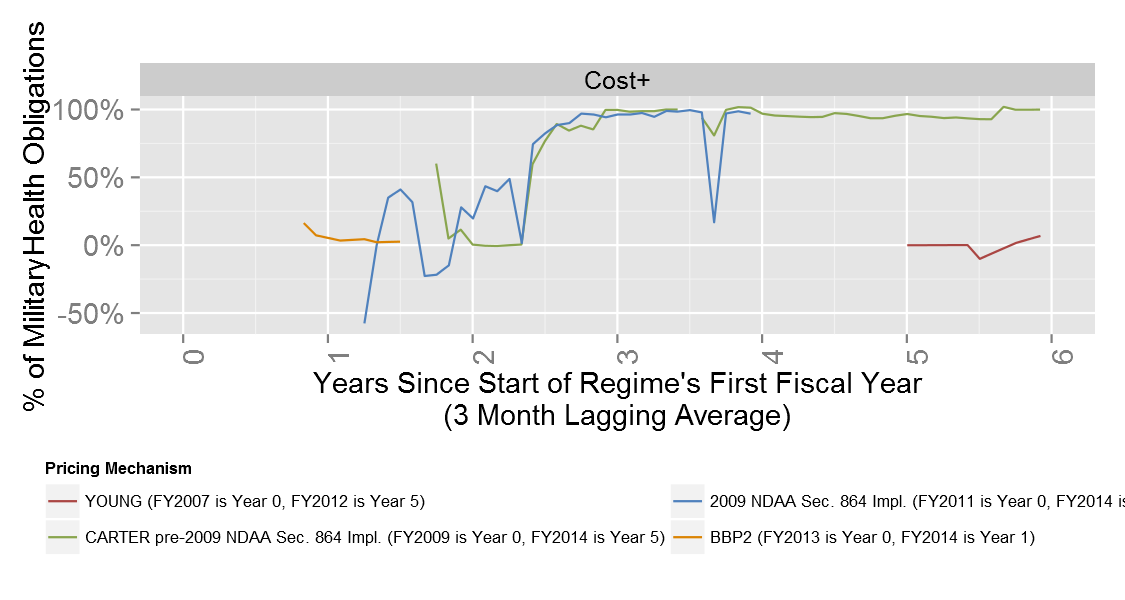 Cost+
% of Military Health Obligations
100%
50%
0%
-50%
0
1
2
3
4
5
6
Years Since Start of Regime's First Fiscal Year
(3 Month Lagging Average)
Pricing Mechanism
YOUNG (FY2007 is Year 0, FY2012 is Year 5)
2009 NDAA Sec. 864 Impl. (FY2011 is Year 0, FY2014 is
CARTER pre-2009 NDAA Sec. 864 Impl. (FY2009 is Year 0, FY2014 is Year 5)
BBP2 (FY2013 is Year 0, FY2014 is Year 1)